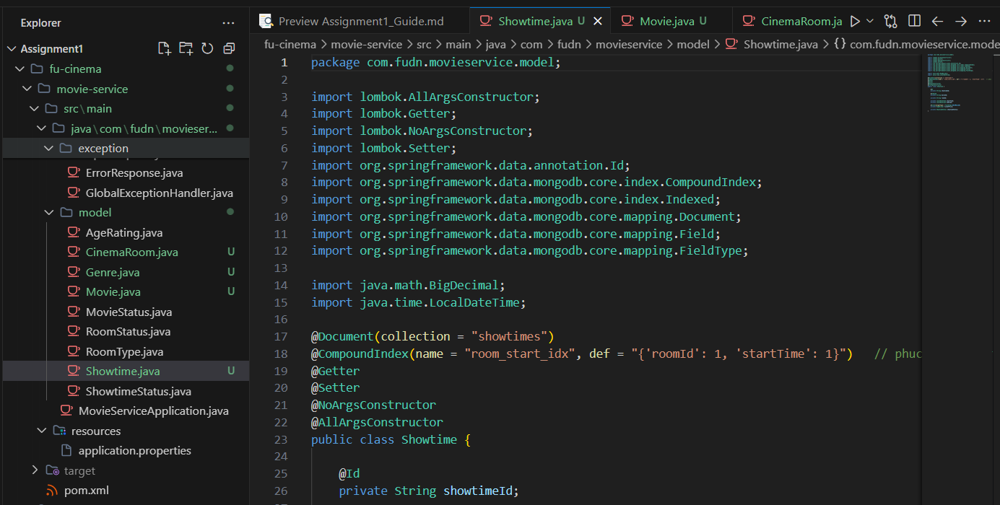 Explorer
Assignment1
fu-cinema
movie-service
src\main
java\com\fudn\movieser...
exception
ErrorResponse.java
GlobalExceptionHandler.java
model
AgeRating.java
CinemaRoom.java U
Genre.java U
Movie.java U
MovieStatus.java
RoomStatus.java
RoomType.java
Showtime.java U
ShowtimeStatus.java
MovieServiceApplication.java
resources
application.properties
target
pom.xml
Preview Assignment1_Guide.md
Showtime.java U
Movie.java U
CinemaRoom.ja
fu-cinema > movie-service > src > main > java > com > fudn > movieservice > model > Showtime.java > {} com.fudn.movieservice.mode
1 package com.fudn.movieservice.model;
2
3 import lombok.AllArgsConstructor;
4 import lombok.Getter;
5 import lombok.NoArgsConstructor;
6 import lombok.Setter;
7 import org.springframework.data.annotation.Id;
8 import org.springframework.data.mongodb.core.index.CompoundIndex;
9 import org.springframework.data.mongodb.core.index.Indexed;
10 import org.springframework.data.mongodb.core.mapping.Document;
11 import org.springframework.data.mongodb.core.mapping.Field;
12 import org.springframework.data.mongodb.core.mapping.FieldType;
13
14 import java.math.BigDecimal;
15 import java.time.LocalDateTime;
16
17 @Document(collection = "showtimes")
18 @CompoundIndex(name = "room_start_idx", def = "{'roomId': 1, 'startTime': 1}") // phuc
19 @Getter
20 @Setter
21 @NoArgsConstructor
22 @AllArgsConstructor
23 public class Showtime {
24
25 @Id
26 private String showtimeId;